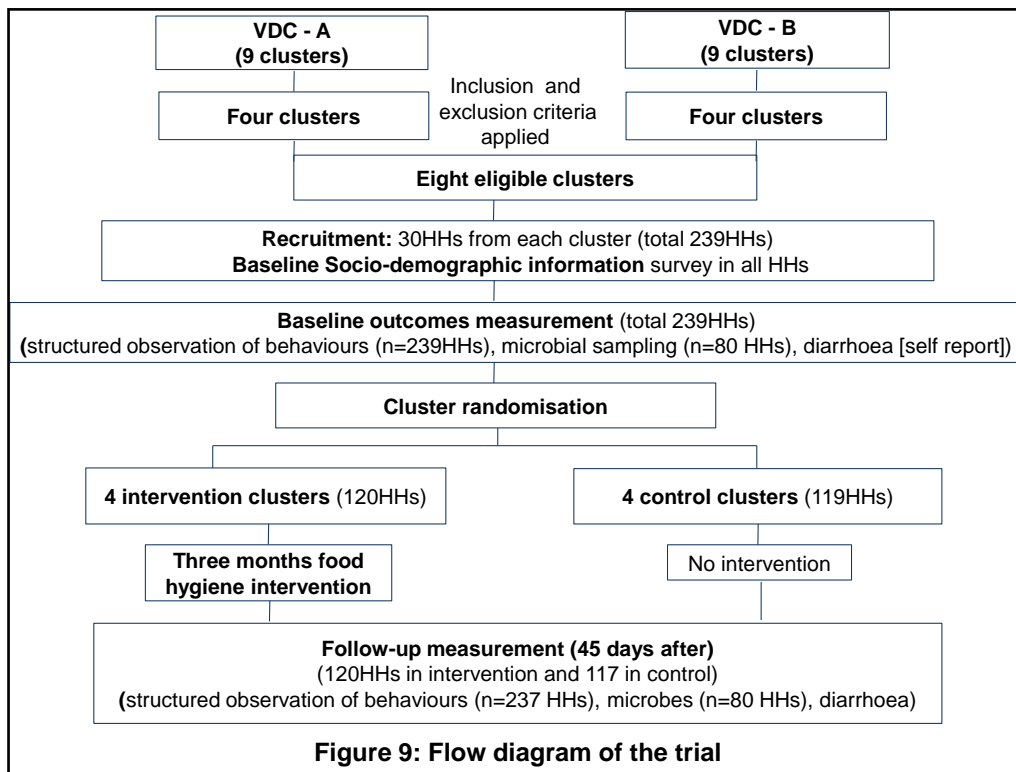 VDC - A
(9 clusters)
VDC - B
(9 clusters)
Four clusters
Inclusion and
exclusion criteria
applied
Four clusters
Eight eligible clusters
Recruitment: 30HHs from each cluster (total 239HHs)
Baseline Socio-demographic information survey in all HHs
Baseline outcomes measurement (total 239HHs)
(structured observation of behaviours (n=239HHs), microbial sampling (n=80 HHs), diarrhoea [self report])
Cluster randomisation
4 intervention clusters (120HHs)
4 control clusters (119HHs)
Three months food
hygiene intervention
No intervention
Follow-up measurement (45 days after)
(120HHs in intervention and 117 in control)
(structured observation of behaviours (n=237 HHs), microbes (n=80 HHs), diarrhoea)
Figure 9: Flow diagram of the trial